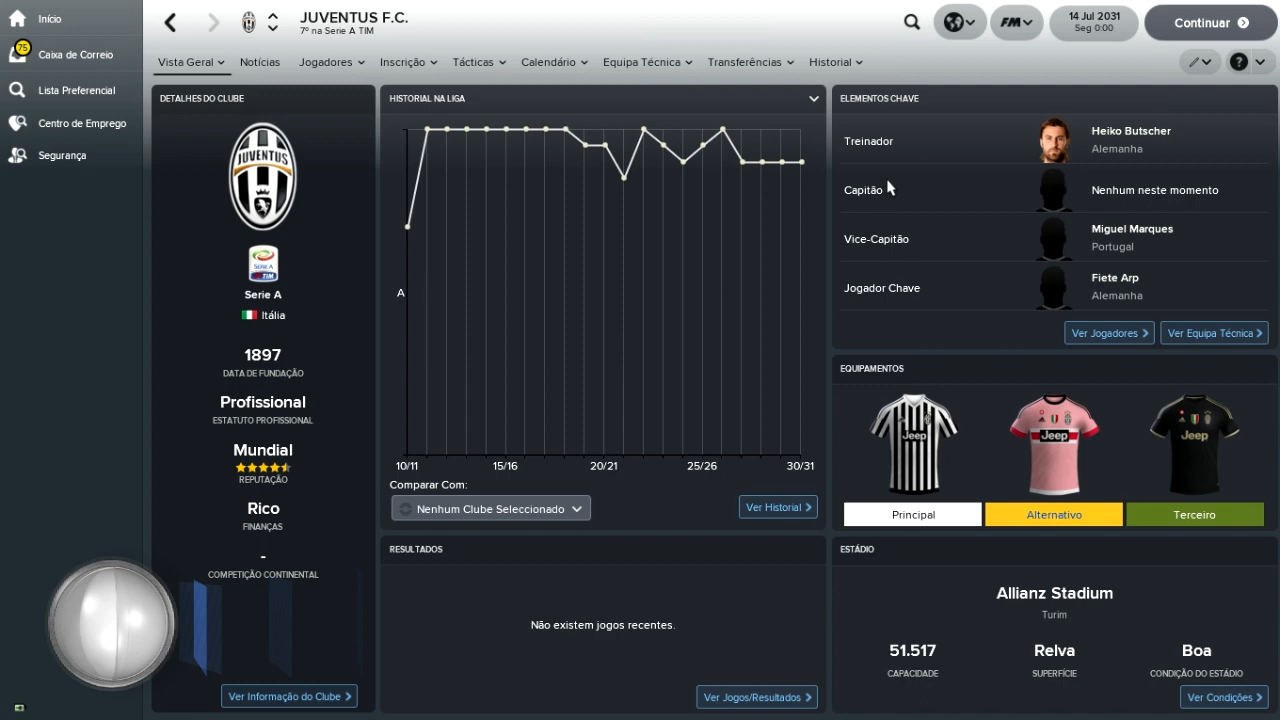 Início
75
Caixa de Correio
Lista Preferencial
Centro de Emprego
Segurança
JUVENTUS F.C.
7º na Serie A TIM
FM
14 Jul 2031
Seg 0:00
Continuar
Vista Geral
Notícias
Jogadores
Inscrição
Tácticas
Calendário
Equipa Técnica
Transferências
Historial
?
DETALHES DO CLUBE
JUVENTUS
SERIE A
TIM
Serie A
Itália
1897
DATA DE FUNDAÇÃO
Profissional
ESTATUTO PROFISSIONAL
Mundial
REPUTAÇÃO
Rico
FINANÇAS
-
COMPETIÇÃO CONTINENTAL
Ver Informação do Clube
HISTORIAL NA LIGA
A
10/11 15/16 20/21 25/26 30/31
Comparar Com:
Nenhum Clube Seleccionado
Ver Historial
RESULTADOS
Não existem jogos recentes.
Ver Jogos/Resultados
ELEMENTOS CHAVE
Treinador
Heiko Butscher
Alemanha
Capitão
Nenhum neste momento
Vice-Capitão
Miguel Marques
Portugal
Jogador Chave
Fiete Arp
Alemanha
Ver Jogadores
Ver Equipa Técnica
EQUIPAMENTOS
Jeep
Jeep
Jeep
Principal
Alternativo
Terceiro
ESTÁDIO
Allianz Stadium
Turim
51.517
CAPACIDADE
Relva
SUPERFÍCIE
Boa
CONDIÇÃO DO ESTÁDIO
Ver Condições